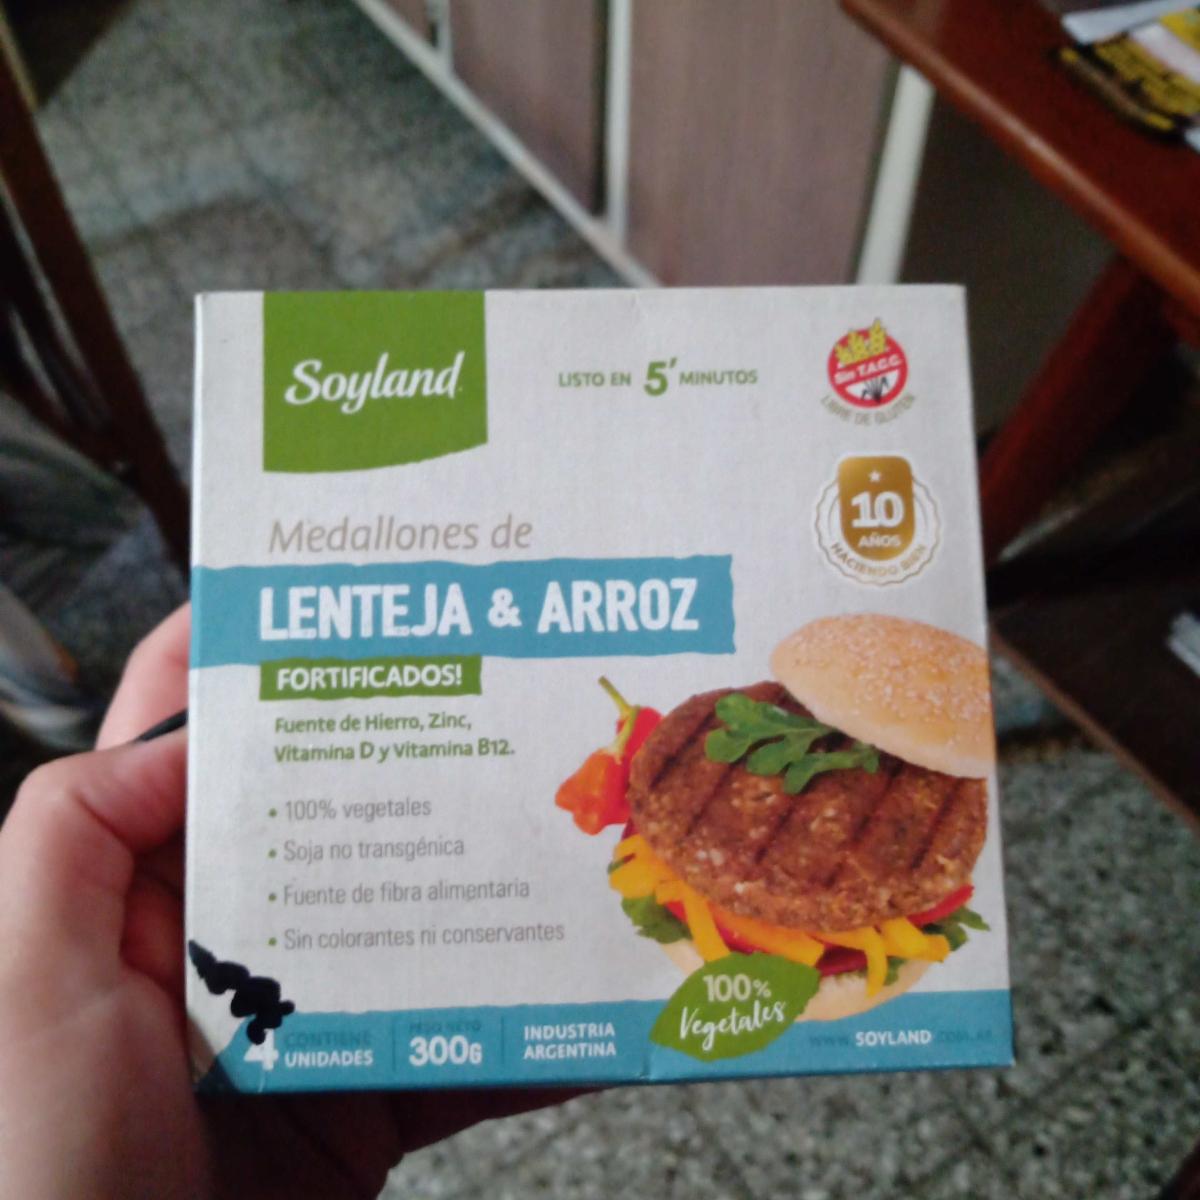 Soyland
LISTO EN 5' MINUTOS
Sin T.A.C.C.
LIBRE DE GLUTEN
10
AÑOS
HACIENDO BIEN
Medallones de
LENTEJA & ARROZ
FORTIFICADOS!
Fuente de Hierro, Zinc,
Vitamina D y Vitamina B12.
• 100% vegetales
• Soja no transgénica
• Fuente de fibra alimentaria
• Sin colorantes ni conservantes
100%
Vegetales
4 CONTIENE
UNIDADES
PESO NETO
300G
INDUSTRIA
ARGENTINA
www.SOYLAND.COM.AR